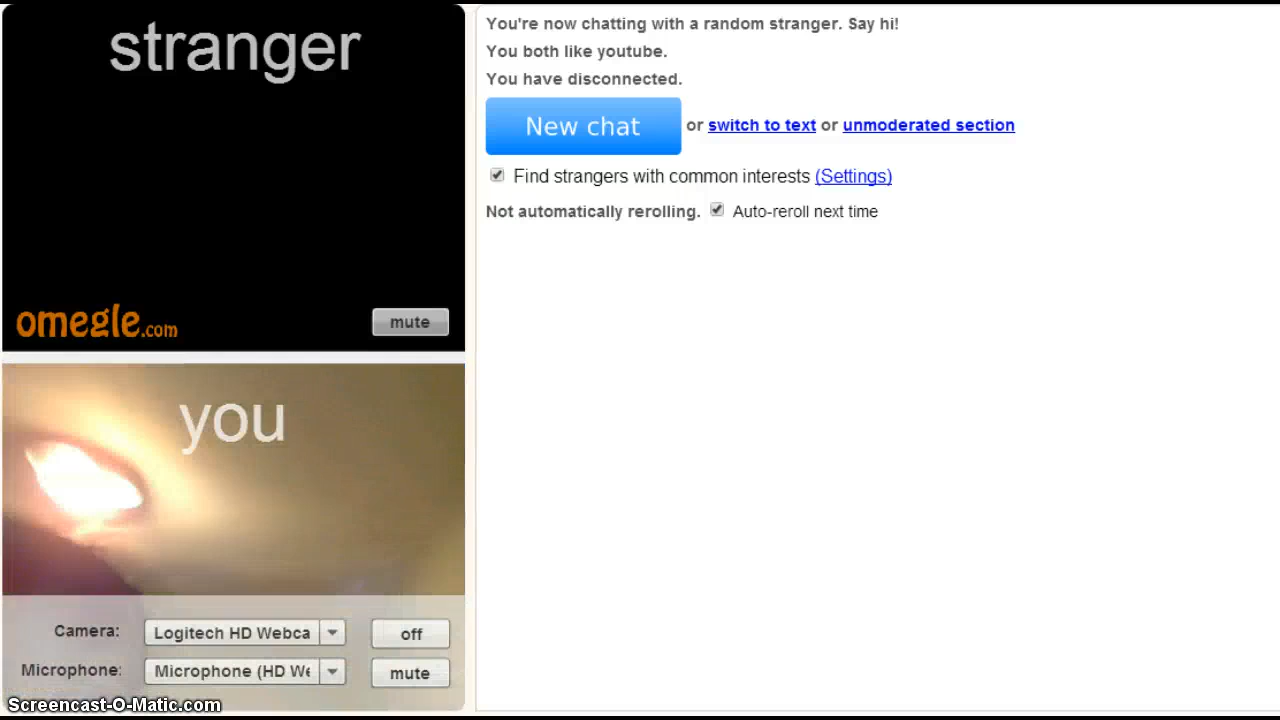 stranger
omegle.com
mute
you
Camera:
Logitech HD Webca
off
Microphone:
Microphone (HD We
mute
Screencast-O-Matic.com
You're now chatting with a random stranger. Say hi!
You both like youtube.
You have disconnected.
New chat or switch to text or unmoderated section
Find strangers with common interests (Settings)
Not automatically rerolling. Auto-reroll next time